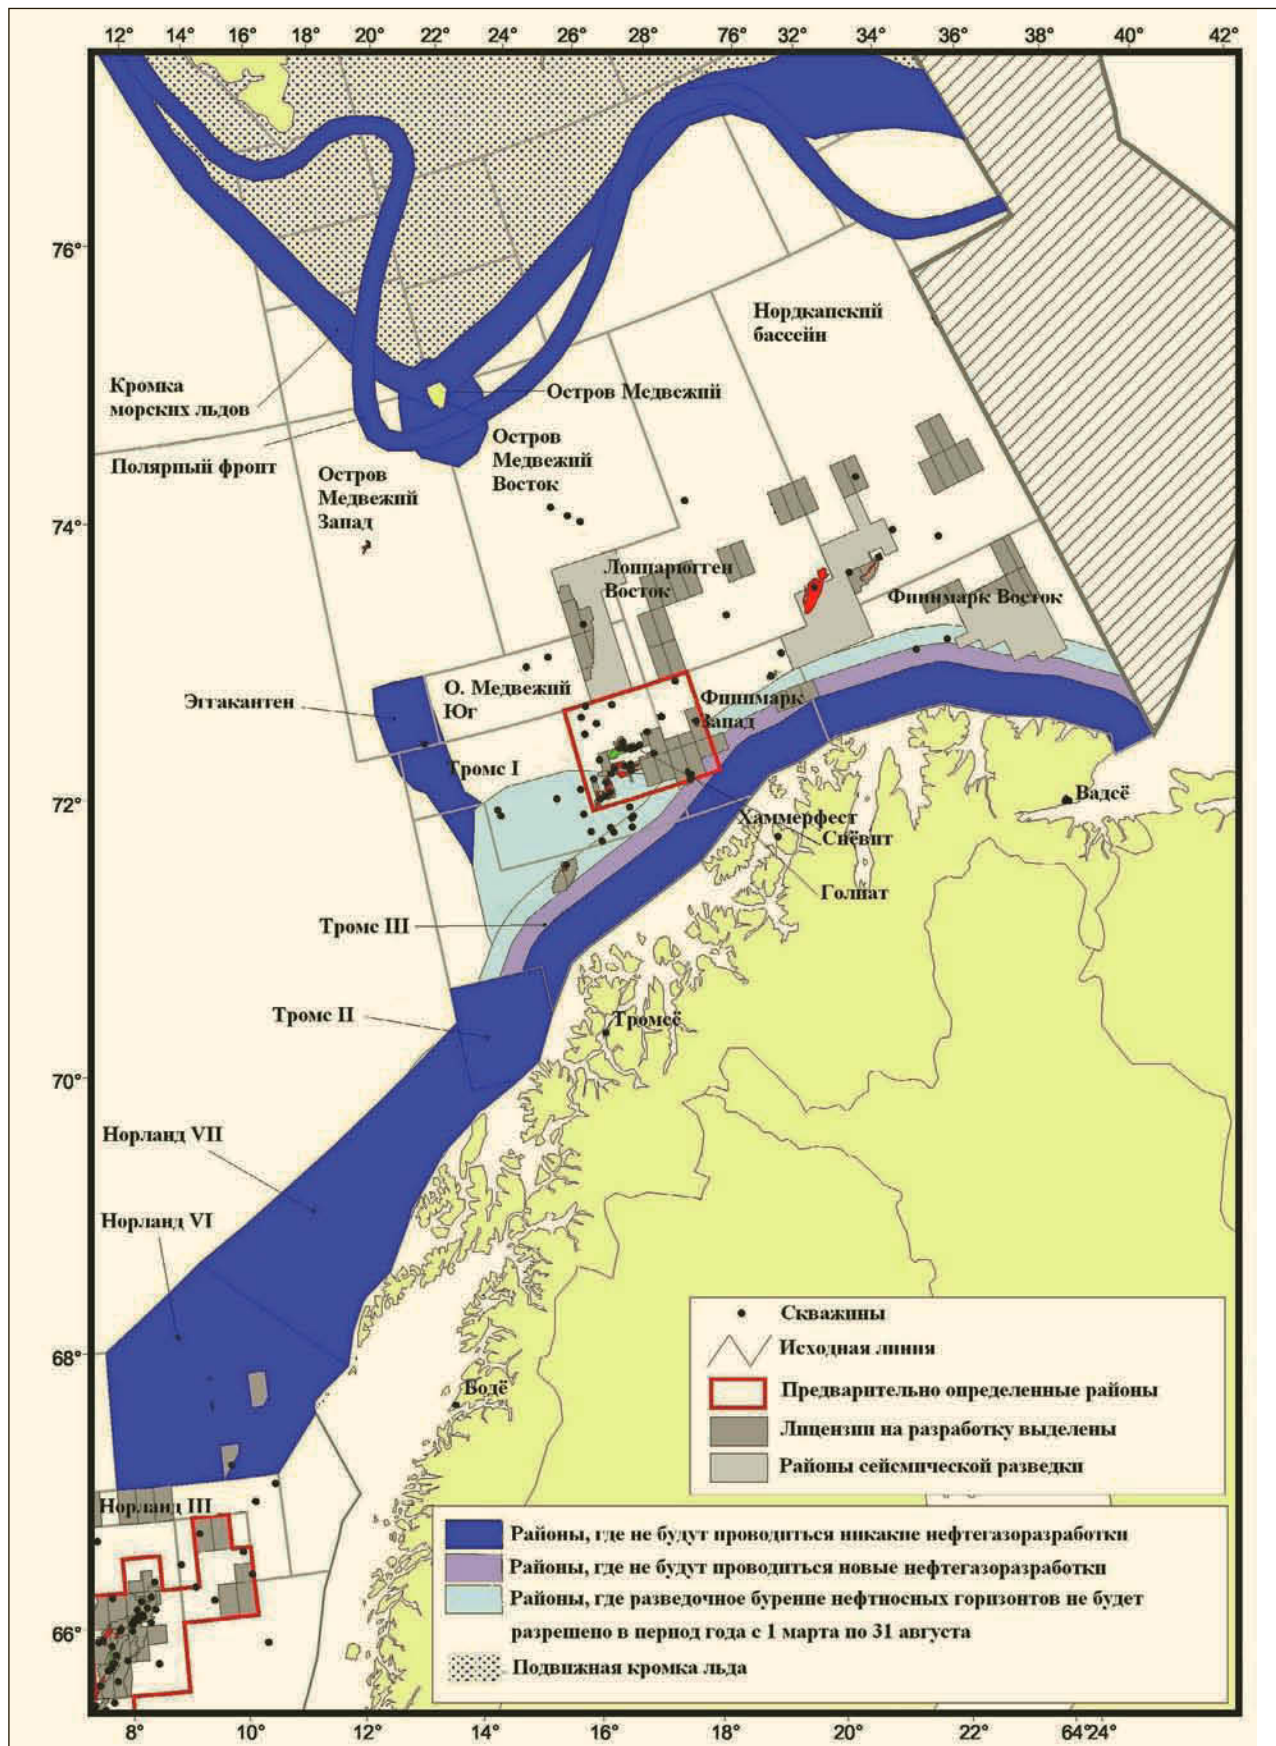 12° 14° 16° 18° 20° 22° 24° 26° 28° 76° 32° 34° 36° 38° 40° 42°
76°
Нордкапский
бассейн
Кромка
морских льдов
Остров Медвежий
Полярный фронт
Остров
Медвежий
Восток
Остров
Медвежий
Запад
74°
Лоппарюгген
Восток
Финнмарк Восток
Эггакантен
О. Медвежий
Юг
Финнмарк
Запад
Тромс I
72°
Вадсё
Хаммерфест
Снёвит
Голиат
Тромс III
Тромс II
Тромсё
70°
Норланд VII
Норланд VI
68°
Бодё
Норланд III
66°
Скважины
Исходная линия
Предварительно определенные районы
Лицензии на разработку выделены
Районы сейсмической разведки
Районы, где не будут проводиться никакие нефтегазоразработки
Районы, где не будут проводиться новые нефтегазоразработки
Районы, где разведочное бурение нефтносных горизонтов не будет
разрешено в период года с 1 марта по 31 августа
Подвижная кромка льда
8° 10° 12° 14° 16° 18° 20° 22° 64°24°